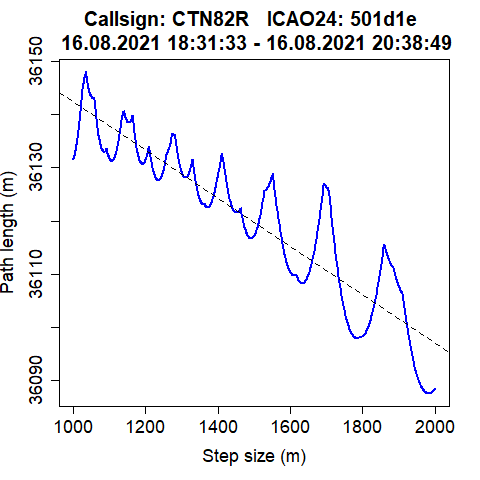 Callsign: CTN82R   ICAO24: 501d1e
16.08.2021 18:31:33 - 16.08.2021 20:38:49
36150
36130
36110
36090
Path length (m)
1000 1200 1400 1600 1800 2000
Step size (m)